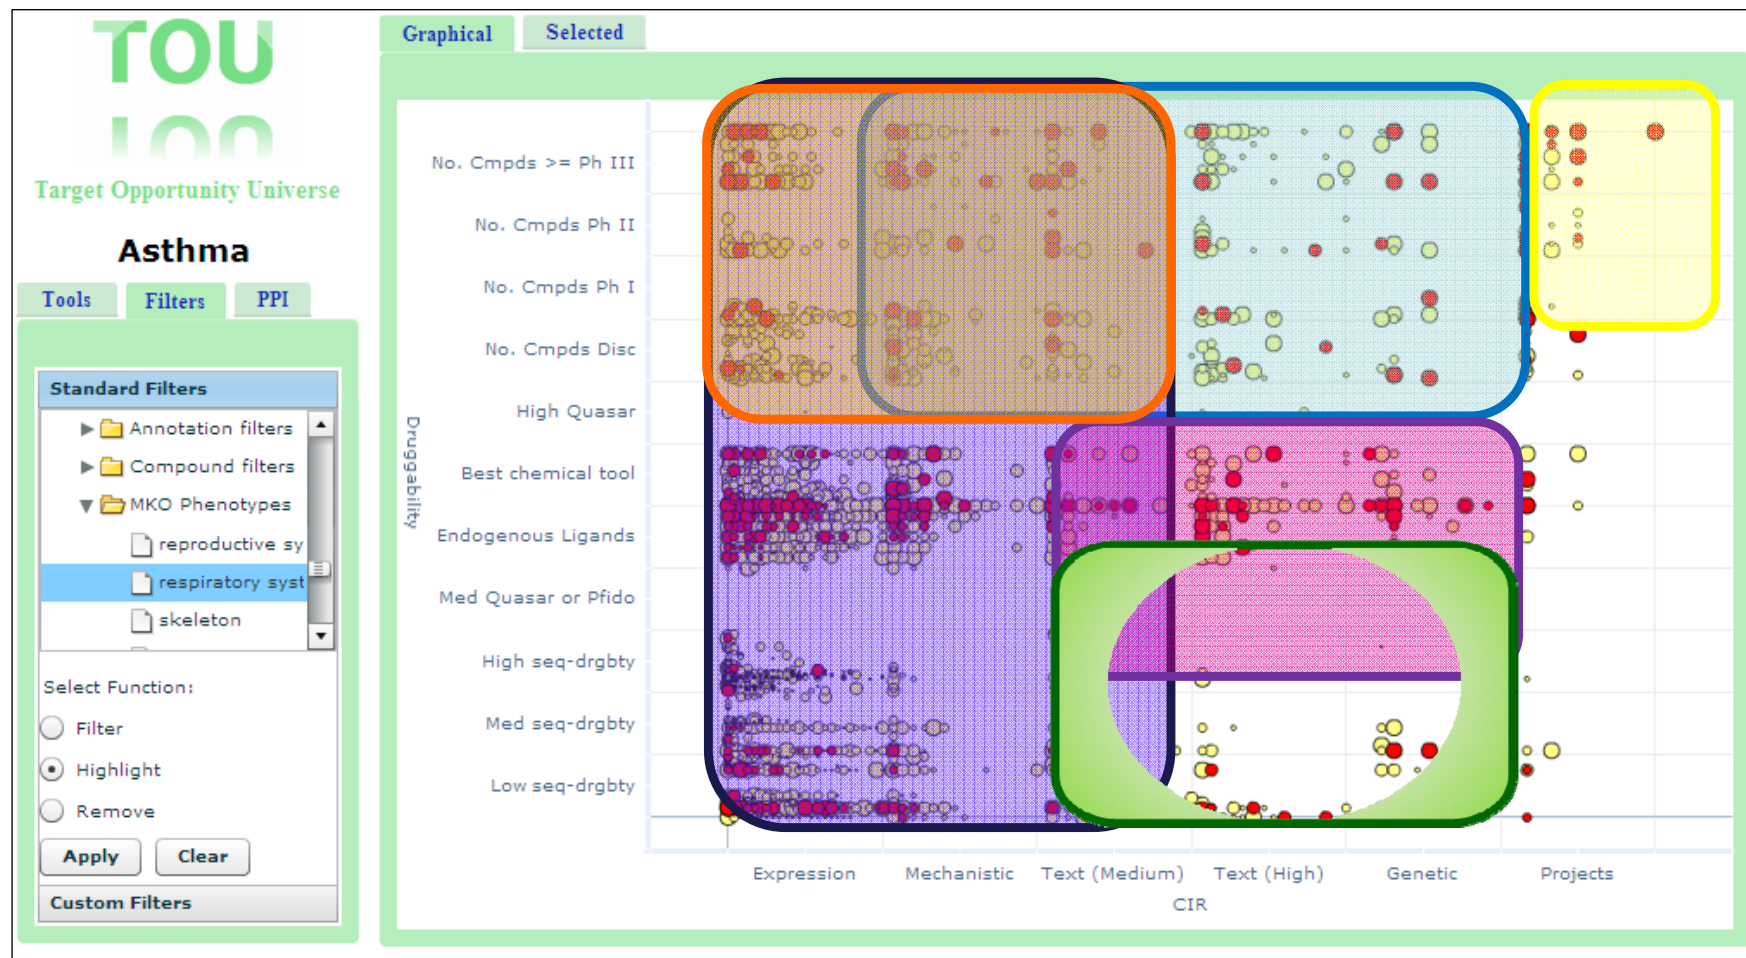 TOU
Target Opportunity Universe
Asthma
Tools
Filters
PPI
Standard Filters
Annotation filters
Compound filters
MKO Phenotypes
reproductive sy
respiratory syst
skeleton
Select Function:
Filter
Highlight
Remove
Apply
Clear
Custom Filters
Graphical
Selected
Druggability
No. Cmpds >= Ph III
No. Cmpds Ph II
No. Cmpds Ph I
No. Cmpds Disc
High Quasar
Best chemical tool
Endogenous Ligands
Med Quasar or Pfido
High seq-drgbty
Med seq-drgbty
Low seq-drgbty
Expression
Mechanistic
Text (Medium)
Text (High)
Genetic
Projects
CIR